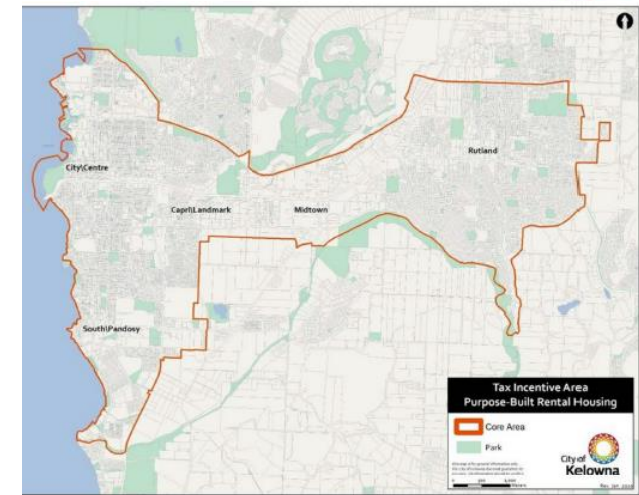 City\Centre
Capri\Landmark
Midtown
Rutland
South\Pandosy
Tax Incentive Area
Purpose-Built Rental Housing
Core Area
Park
City of
Kelowna